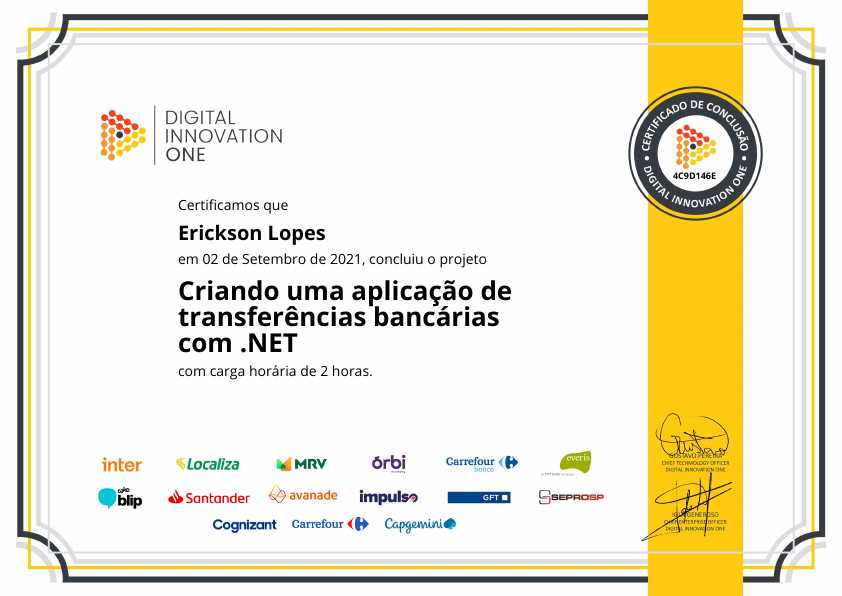 DIGITAL
INNOVATION
ONE
CERTIFICADO DE CONCLUSÃO
4C9D146E
DIGITAL INNOVATION ONE
Certificamos que
Erickson Lopes
em 02 de Setembro de 2021, concluiu o projeto
Criando uma aplicação de
transferências bancárias
com .NET
com carga horária de 2 horas.
inter
Localiza
MRV
órbi
Carrefour
banco
everis
take
blip
Santander
avanade
impulso
GFT
SEPROSP
Cognizant
Carrefour
Capgemini
GUSTAVO PEREIRA
CHIEF TECHNOLOGY OFFICER
DIGITAL INNOVATION ONE
GENEROSO
CHIEF ENTERPRISE OFFICER
DIGITAL INNOVATION ONE